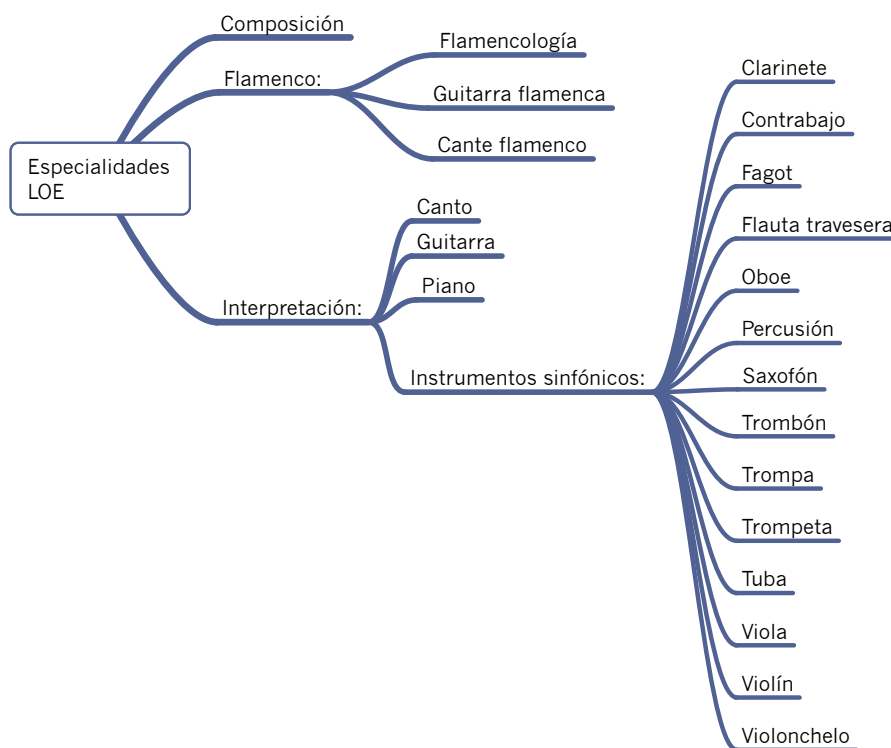 Especialidades
LOE
Composición
Flamenco:
Flamencología
Guitarra flamenca
Cante flamenco
Interpretación:
Canto
Guitarra
Piano
Instrumentos sinfónicos:
Clarinete
Contrabajo
Fagot
Flauta travesera
Oboe
Percusión
Saxofón
Trombón
Trompa
Trompeta
Tuba
Viola
Violín
Violonchelo